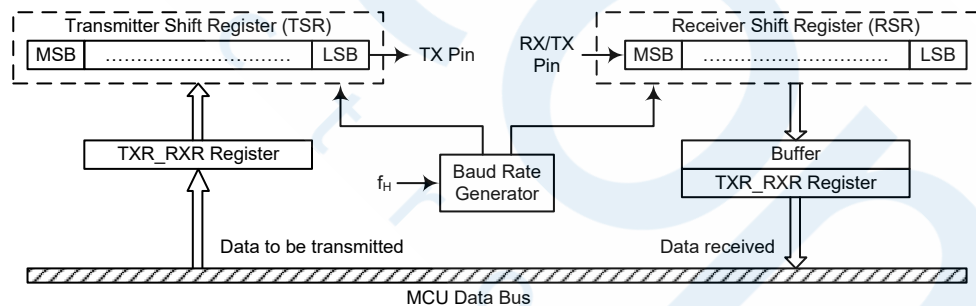 Transmitter Shift Register (TSR)
MSB ………………………… LSB
TX Pin
Receiver Shift Register (RSR)
RX/TX
Pin
MSB ………………………… LSB
TXR_RXR Register
fH
Baud Rate
Generator
Buffer
TXR_RXR Register
Data to be transmitted
Data received
MCU Data Bus